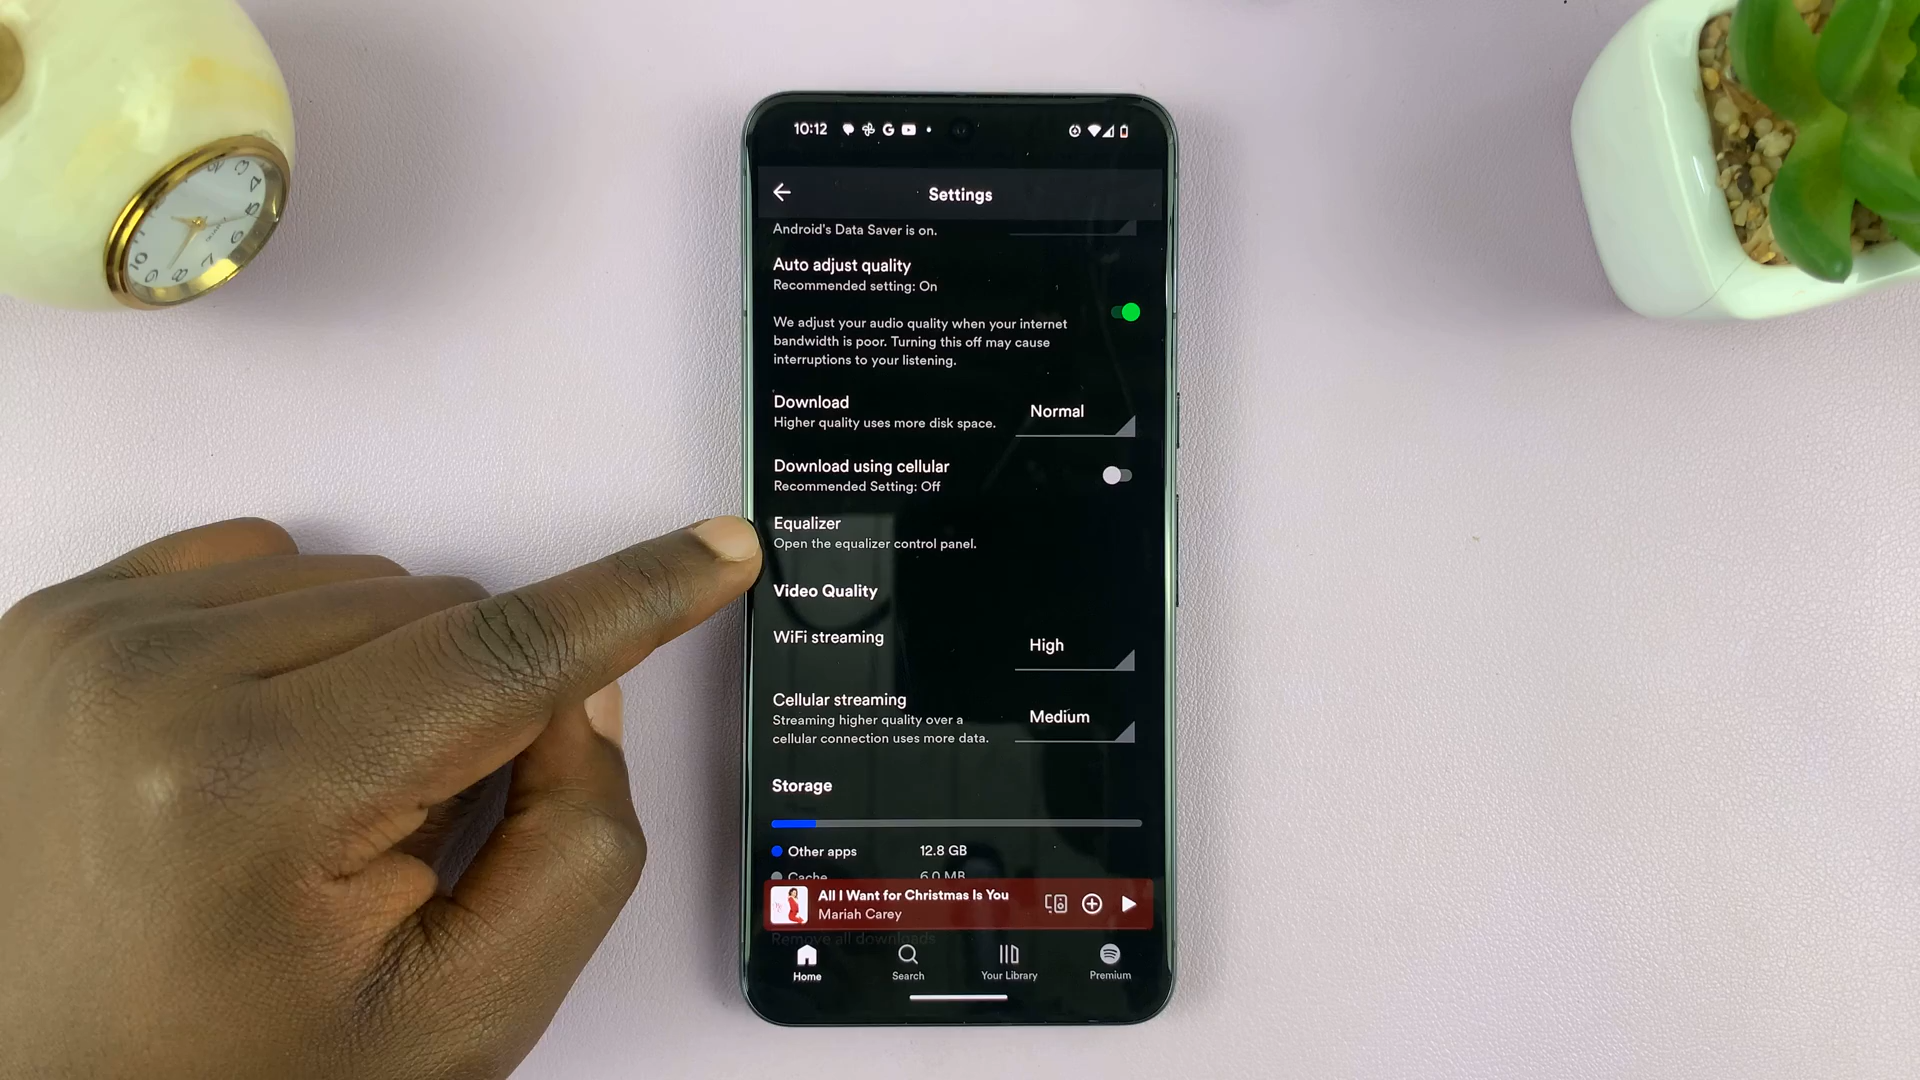 10:12
Settings
Android's Data Saver is on.
Auto adjust quality
Recommended setting: On
We adjust your audio quality when your internet
bandwidth is poor. Turning this off may cause
interruptions to your listening.
Download
Higher quality uses more disk space.
Normal
Download using cellular
Recommended Setting: Off
Equalizer
Open the equalizer control panel.
Video Quality
WiFi streaming
High
Cellular streaming
Streaming higher quality over a
cellular connection uses more data.
Medium
Storage
Other apps 12.8 GB
Cache 6.0 MB
All I Want for Christmas Is You
Mariah Carey
Remove all downloads
Home Search Your Library Premium